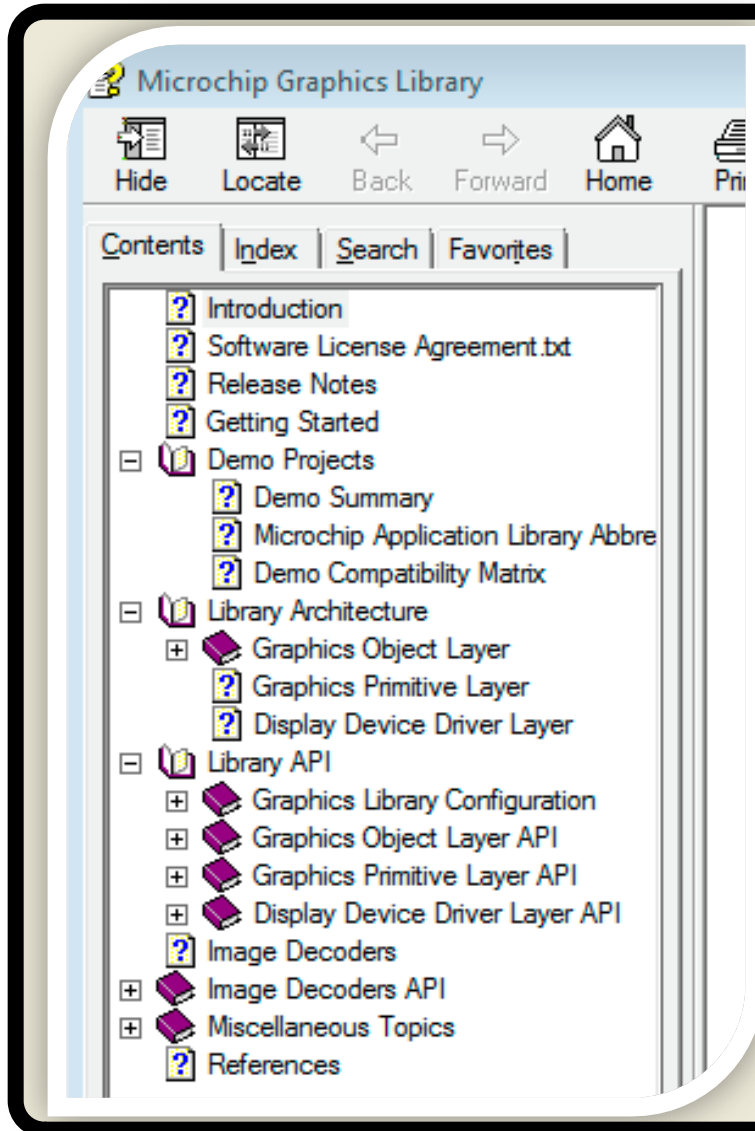 Microchip Graphics Library
Hide Locate Back Forward Home Pri
Contents Index Search Favorites
Introduction
Software License Agreement.txt
Release Notes
Getting Started
Demo Projects
Demo Summary
Microchip Application Library Abbre
Demo Compatibility Matrix
Library Architecture
Graphics Object Layer
Graphics Primitive Layer
Display Device Driver Layer
Library API
Graphics Library Configuration
Graphics Object Layer API
Graphics Primitive Layer API
Display Device Driver Layer API
Image Decoders
Image Decoders API
Miscellaneous Topics
References